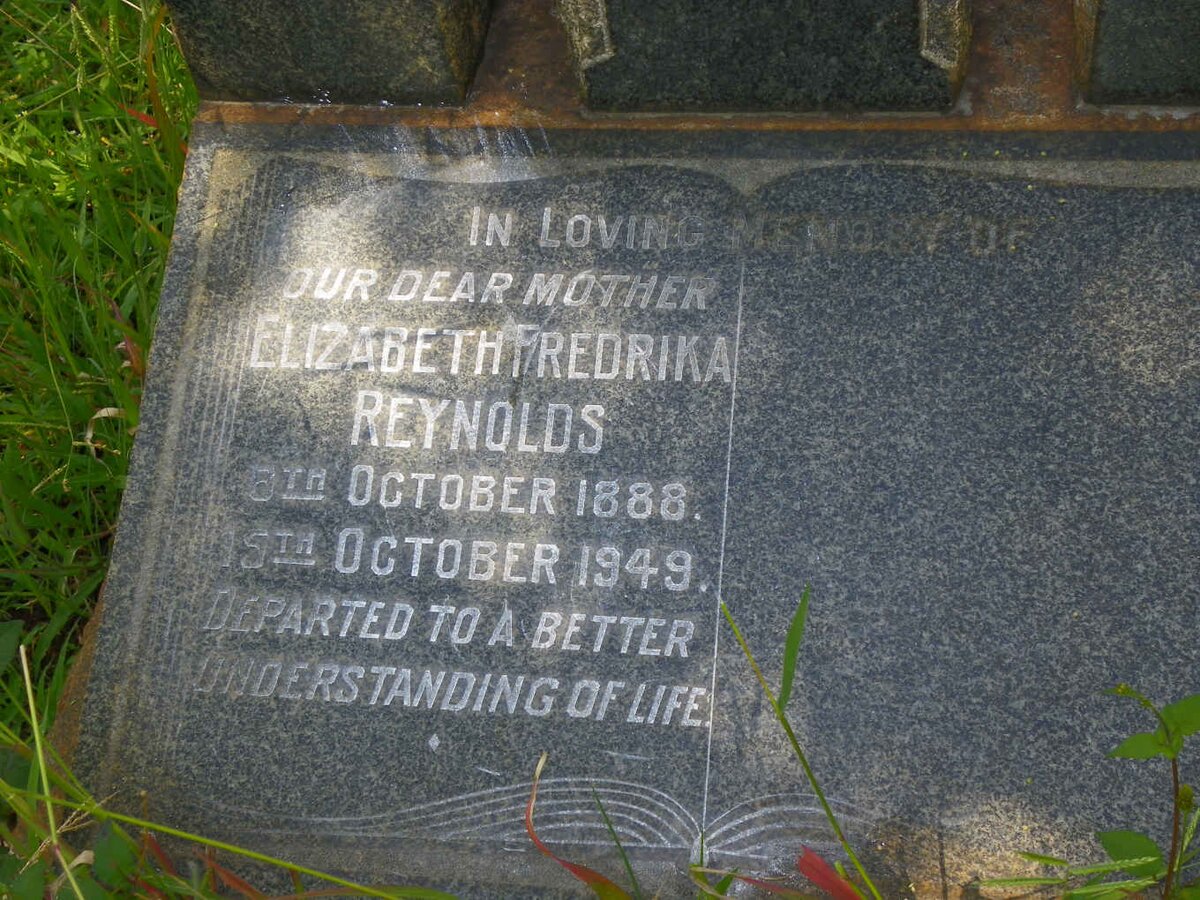 IN LOVING MEMORY OF
OUR DEAR MOTHER
ELIZABETH FREDRIKA
REYNOLDS
8TH OCTOBER 1888.
15TH OCTOBER 1949.
DEPARTED TO A BETTER
UNDERSTANDING OF LIFE.